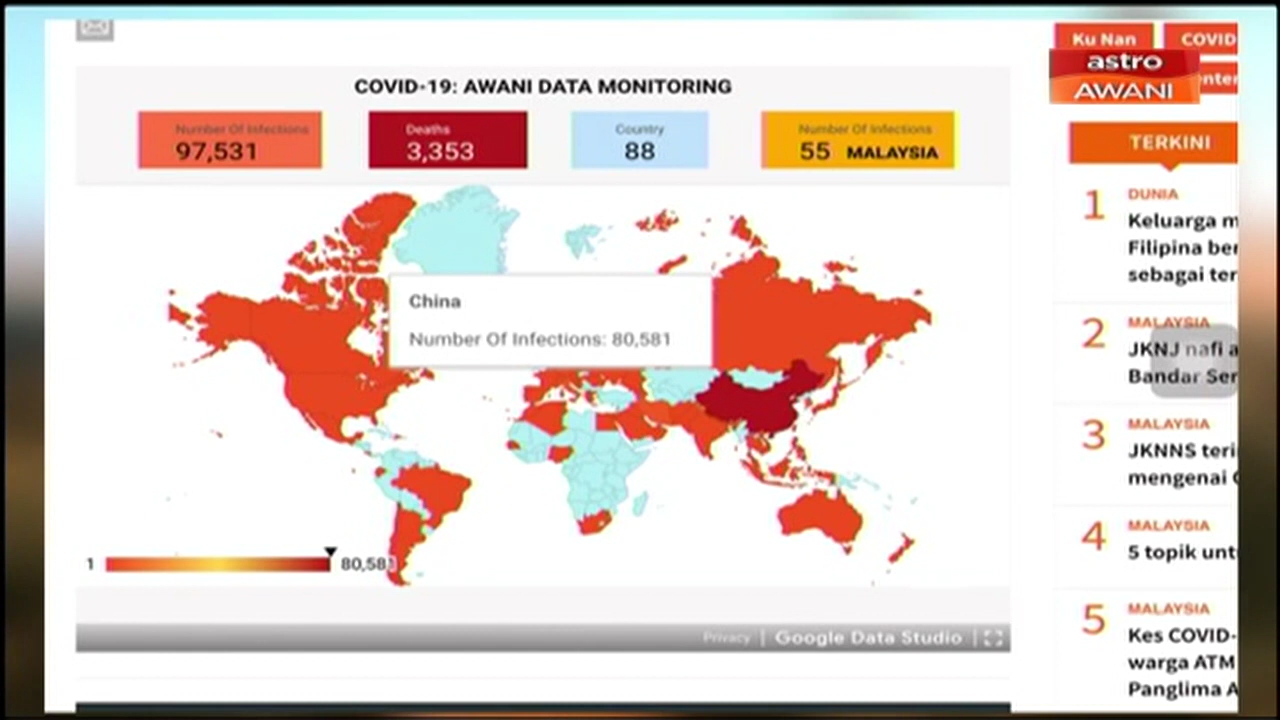 COVID-19: AWANI DATA MONITORING
Number Of Infections
97,531
Deaths
3,353
Country
88
Number Of Infections
55 MALAYSIA
China
Number Of Infections: 80,581
1
80,581
Privacy | Google Data Studio |
Ku Nan
COVID
astro
AWANI
TERKINI
1
DUNIA
Keluarga m
Filipina ber
sebagai ter
2
MALAYSIA
JKNJ nafi a
Bandar Ser
3
MALAYSIA
JKNNS teri
mengenai
4
MALAYSIA
5 topik unt
5
MALAYSIA
Kes COVID-
warga ATM
Panglima A